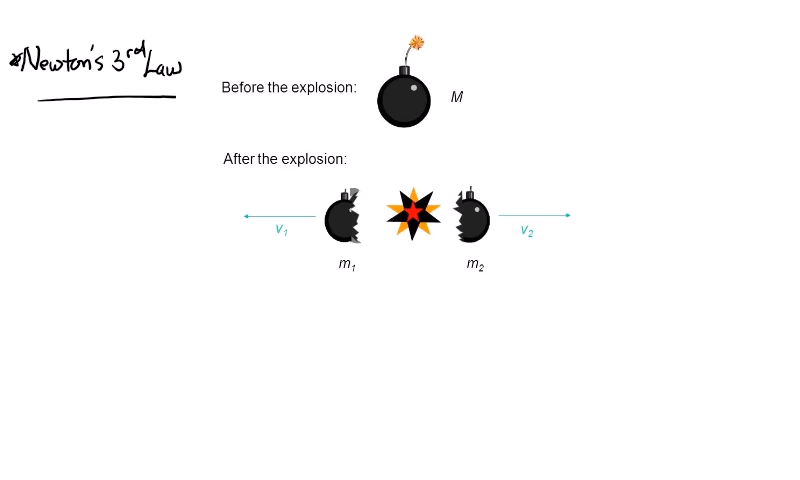 *Newton's 3rd Law
Before the explosion:
M
After the explosion:
v1
v2
m1
m2